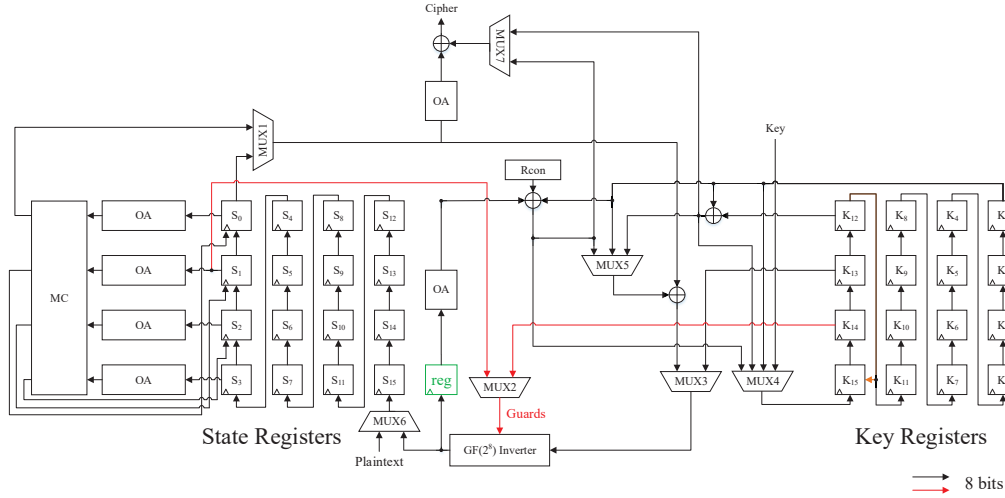 Cipher
MUX7
OA
MUX1
Key
Rcon
OA
S0
S4
S8
S12
K12
K8
K4
K
MUX5
MC
OA
S1
S5
S9
S13
OA
K13
K9
K5
K
OA
S2
S6
S10
S14
K14
K10
K6
K
OA
S3
S7
S11
S15
reg
MUX2
MUX3
MUX4
K15
K11
K7
K
MUX6
Guards
State Registers
Key Registers
GF(2⁸) Inverter
Plaintext
8 bits